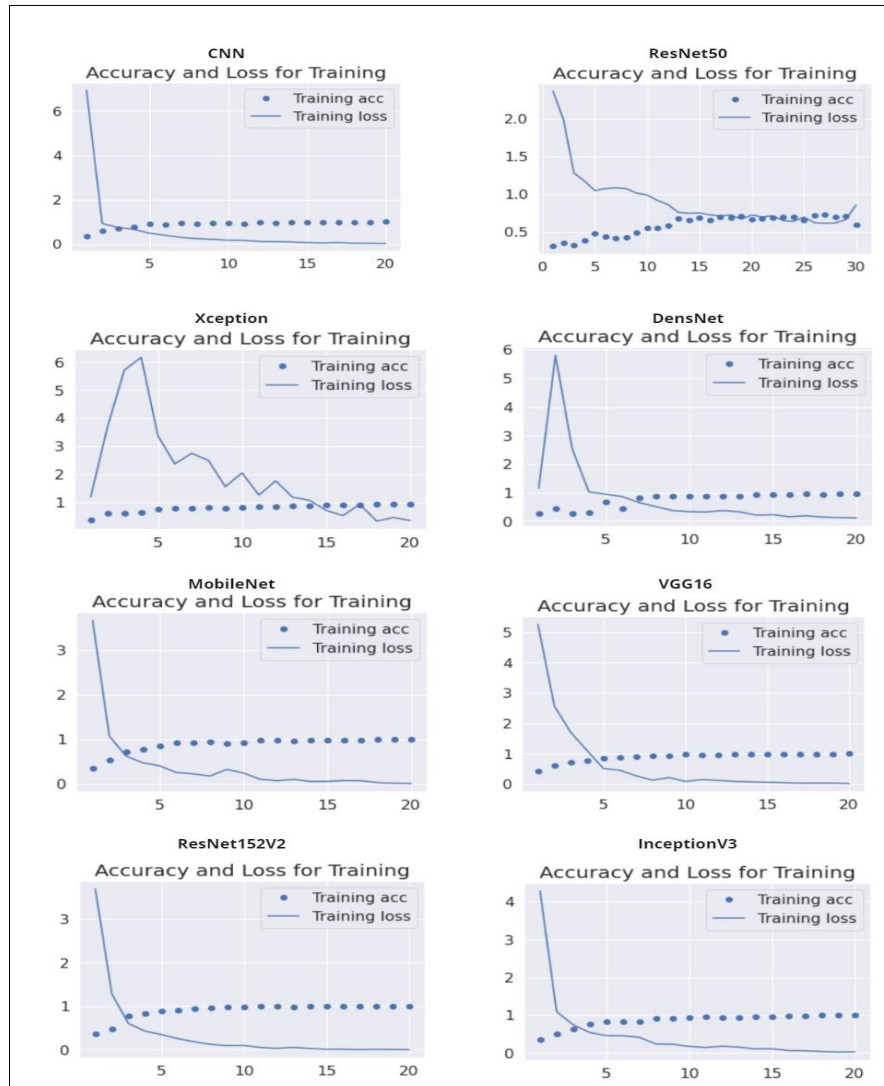 CNN
Accuracy and Loss for Training
Training acc
Training loss
6
4
2
0
5
10
15
20
ResNet50
Accuracy and Loss for Training
Training acc
Training loss
2.0
1.5
1.0
0.5
0
5
10
15
20
25
30
Xception
Accuracy and Loss for Training
Training acc
Training loss
6
5
4
3
2
1
5
10
15
20
DensNet
Accuracy and Loss for Training
Training acc
Training loss
6
5
4
3
2
1
0
5
10
15
20
MobileNet
Accuracy and Loss for Training
Training acc
Training loss
3
2
1
0
5
10
15
20
VGG16
Accuracy and Loss for Training
Training acc
Training loss
5
4
3
2
1
0
5
10
15
20
ResNet152V2
Accuracy and Loss for Training
Training acc
Training loss
3
2
1
0
5
10
15
20
InceptionV3
Accuracy and Loss for Training
Training acc
Training loss
4
3
2
1
0
5
10
15
20